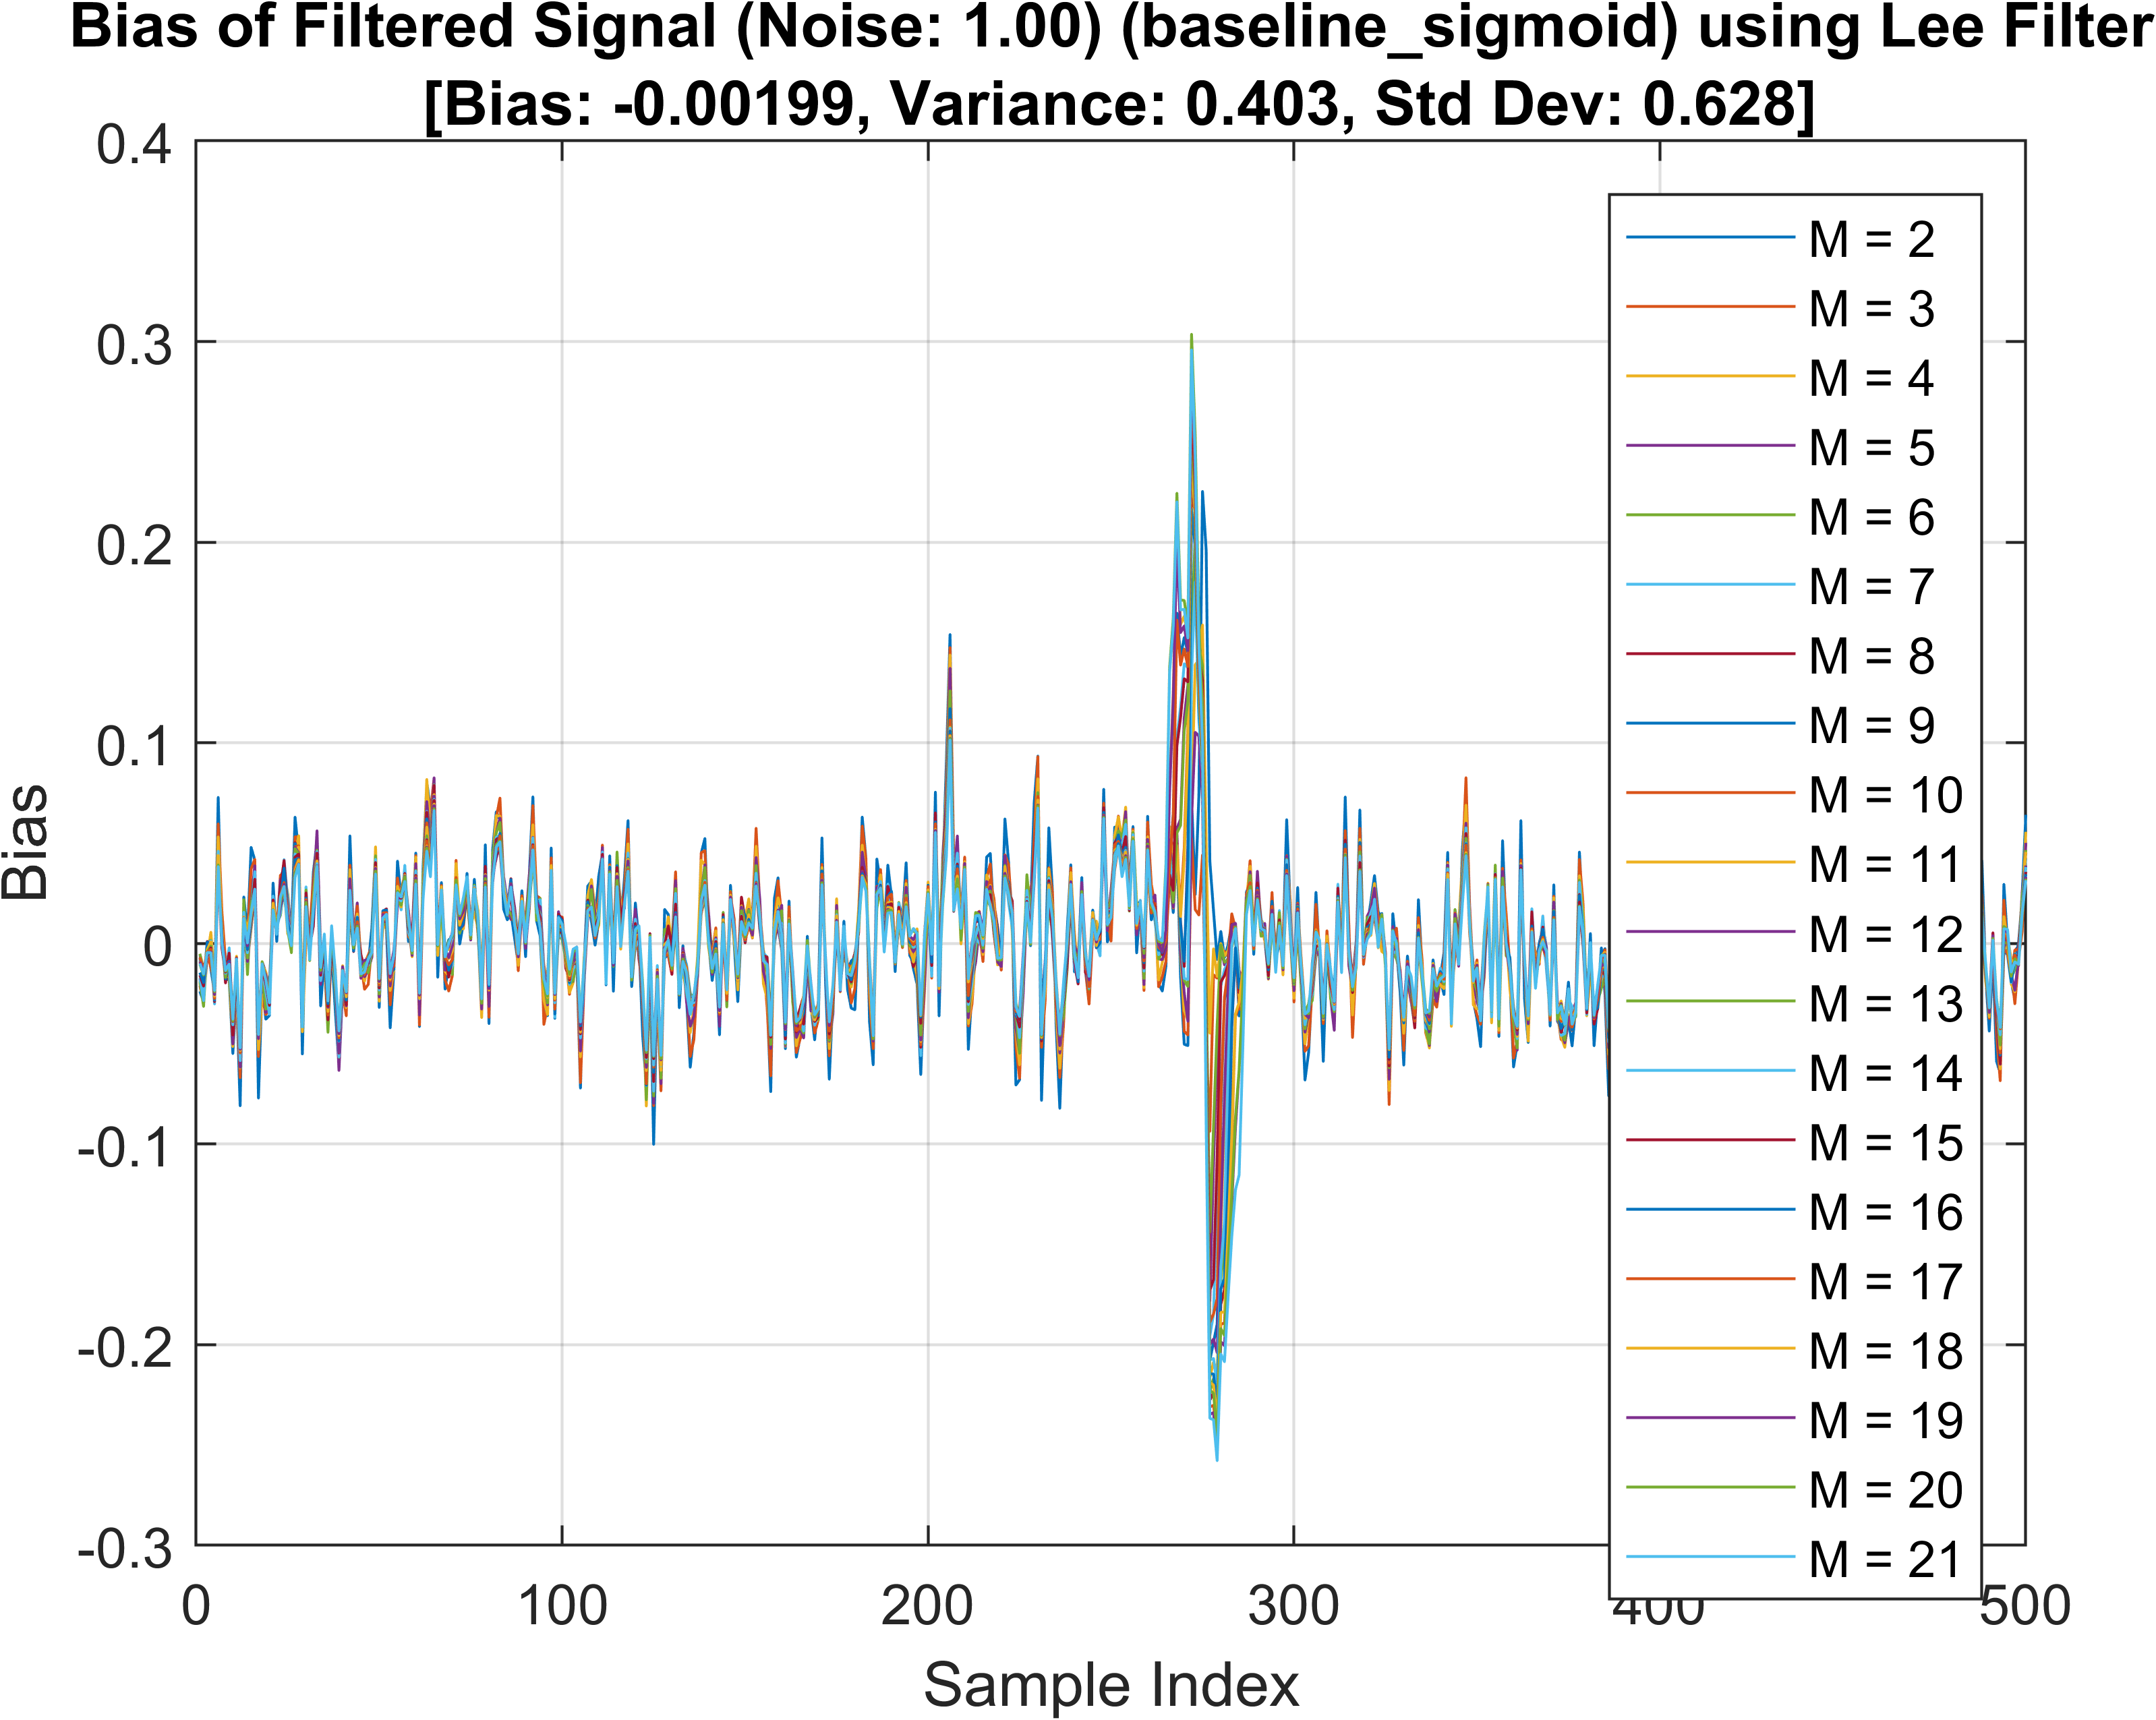 Bias of Filtered Signal (Noise: 1.00) (baseline_sigmoid) using Lee Filter
[Bias: -0.00199, Variance: 0.403, Std Dev: 0.628]
0.4
0.3
0.2
0.1
0
-0.1
-0.2
-0.3
Bias
M = 2
M = 3
M = 4
M = 5
M = 6
M = 7
M = 8
M = 9
M = 10
M = 11
M = 12
M = 13
M = 14
M = 15
M = 16
M = 17
M = 18
M = 19
M = 20
M = 21
0 100 200 300 400 500
Sample Index